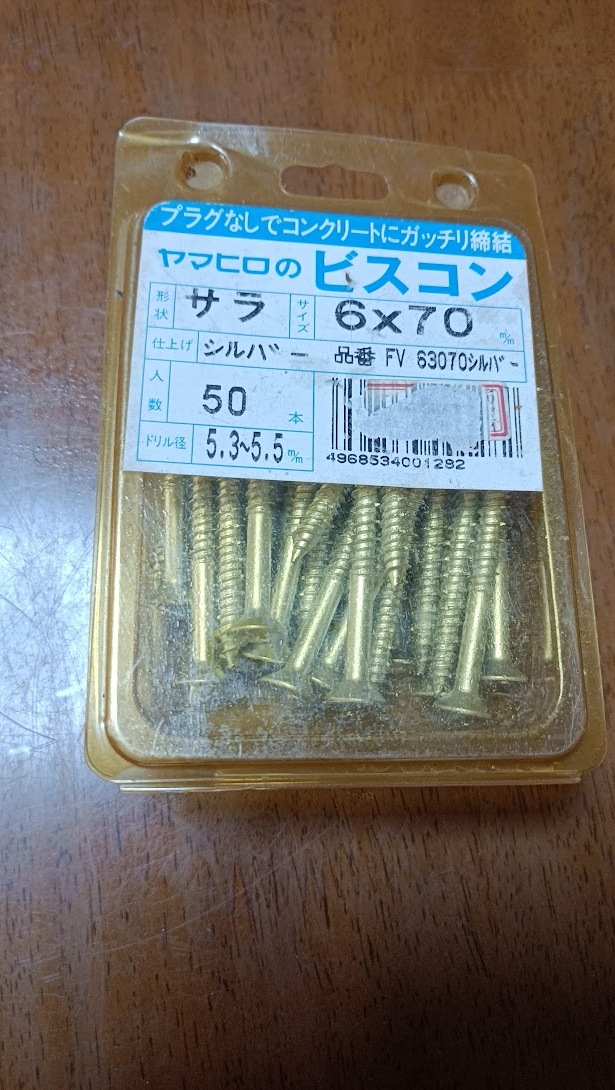 プラグなしでコンクリートにガッチリ締結
ヤマヒロのビスコン
形状 サラ サイズ 6×70 m/m
仕上げ シルバー 品番 FV 63070シルバー
入数 50 本
ドリル径 5.3~5.5 m/m
4968534001292